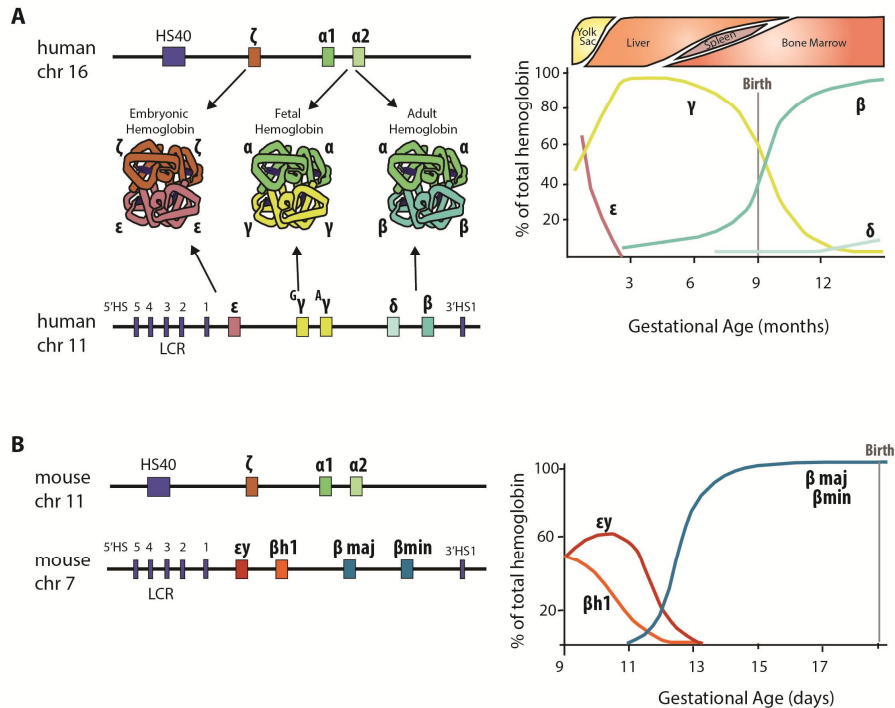 A
human
chr 16
HS40
ζ
α1
α2
Embryonic
Hemoglobin
Fetal
Hemoglobin
Adult
Hemoglobin
ζ ζ
ε ε
α α
γ γ
α α
β β
5'HS 5 4 3 2 1
ε
Gγ
Aγ
δ
β
3'HS1
human
chr 11
LCR
Yolk
Sac
Liver
Spleen
Bone Marrow
% of total hemoglobin
100
80
60
40
20
Birth
γ
β
ε
δ
3 6 9 12
Gestational Age (months)
B
mouse
chr 11
HS40
ζ
α1
α2
mouse
chr 7
5'HS 5 4 3 2 1
εy
βh1
β maj
βmin
3'HS1
LCR
% of total hemoglobin
100
60
20
Birth
β maj
βmin
εy
βh1
9 11 13 15 17
Gestational Age (days)